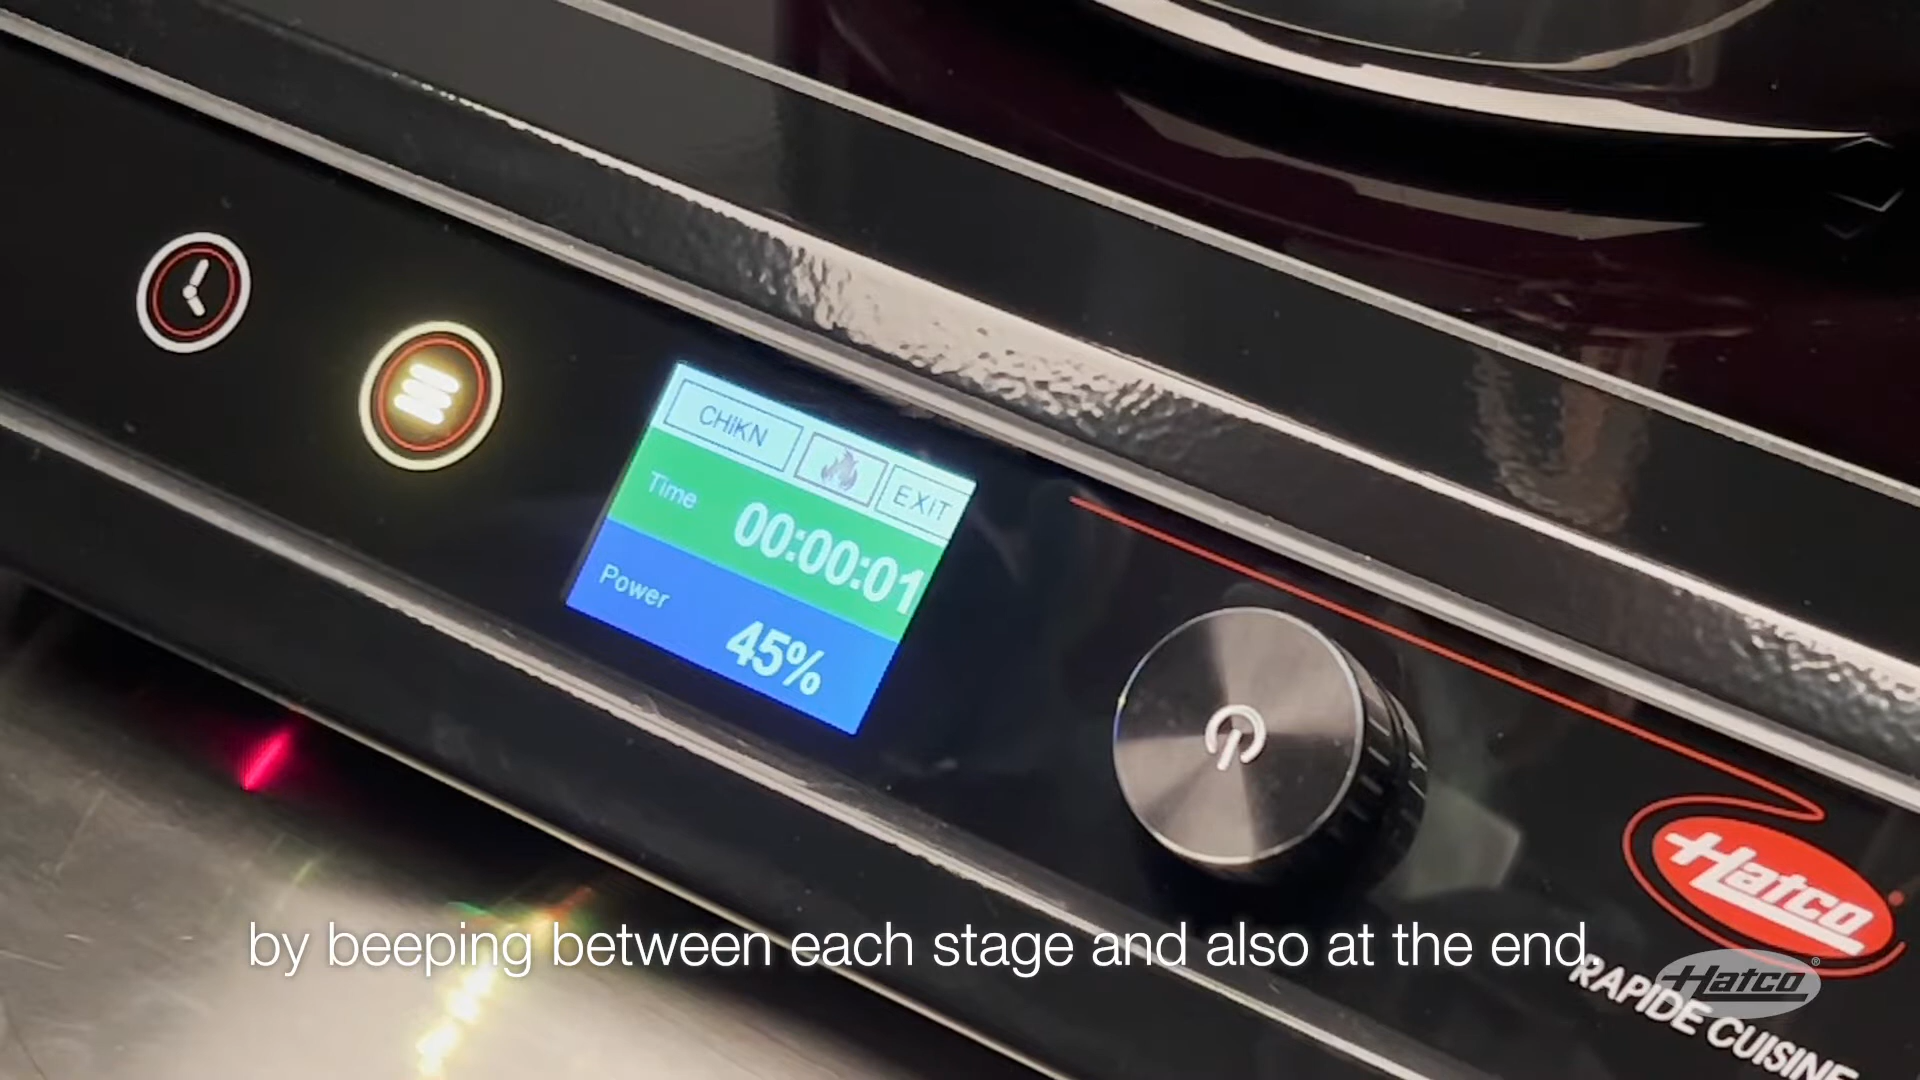 CHiKN
EXIT
Time 00:00:01
Power 45%
Hatco
RAPIDE CUISINE
by beeping between each stage and also at the end.
Hatco®